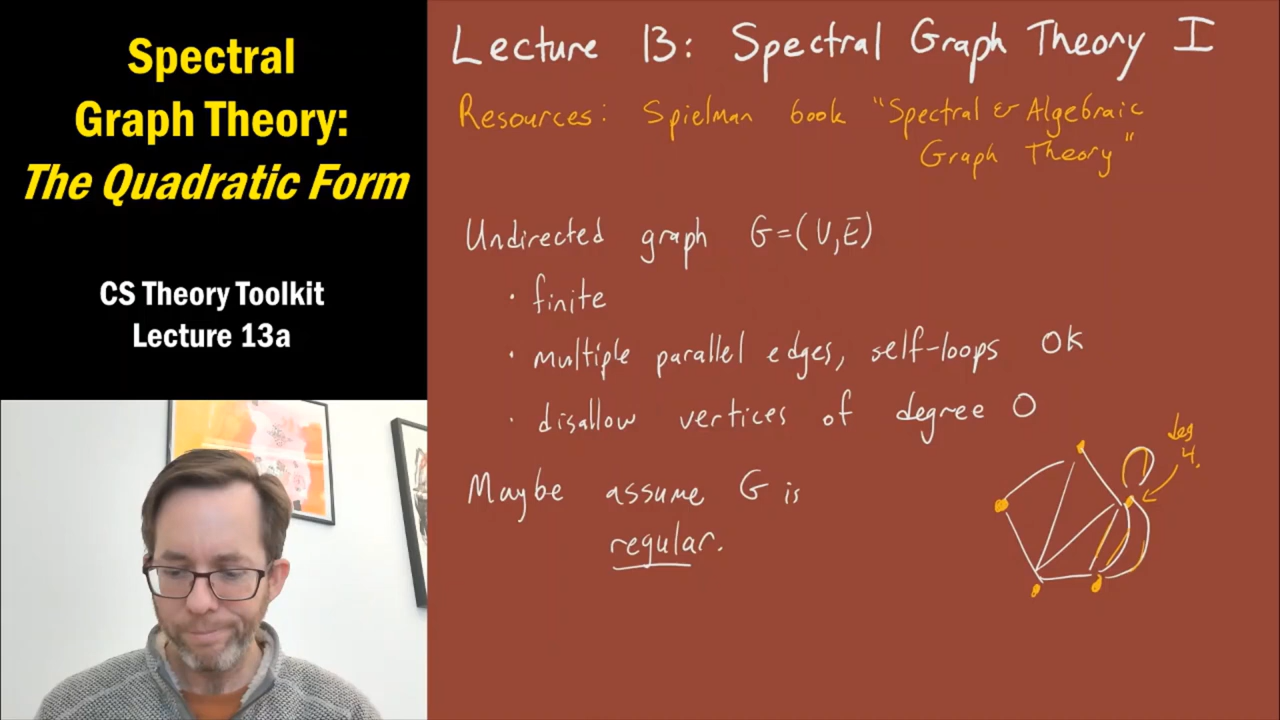 Spectral
Graph Theory:
The Quadratic Form
CS Theory Toolkit
Lecture 13a
Lecture 13: Spectral Graph Theory I
Resources: Spielman book "Spectral & Algebraic
Graph Theory"
Undirected graph G=(V,E)
• finite
• multiple parallel edges, self-loops OK
• disallow vertices of degree 0
deg
4.
Maybe assume G is
regular.